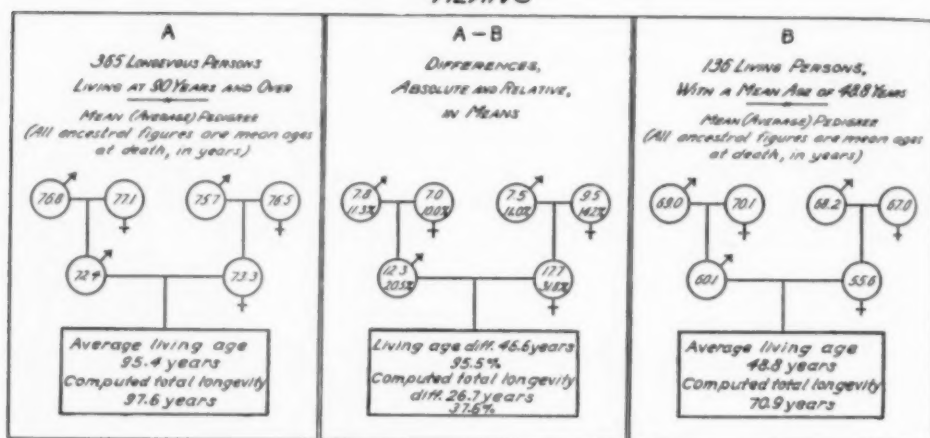 A
365 LONGEVOUS PERSONS
LIVING AT 90 YEARS AND OVER
MEAN (AVERAGE) PEDIGREE
(All ancestral figures are mean ages
at death, in years)
76.8 77.1 75.7 76.5
72.4 73.3
Average living age
95.4 years
Computed total longevity
97.6 years
A-B
DIFFERENCES,
ABSOLUTE AND RELATIVE,
IN MEANS
7.8 7.0 7.5 9.5
11.3% 10.0% 11.0% 14.2%
12.3 17.7
20.5% 31.8%
Living age diff. 46.6 years
95.5%
Computed total longevity
diff. 26.7 years
37.6%
B
136 LIVING PERSONS,
WITH A MEAN AGE OF 48.8 YEARS
MEAN (AVERAGE) PEDIGREE
(All ancestral figures are mean ages
at death, in years)
69.0 70.1 68.2 67.0
60.1 55.6
Average living age
48.8 years
Computed total longevity
70.9 years